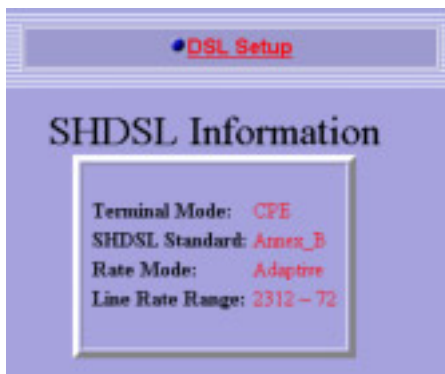 DSL Setup
SHDSL Information
Terminal Mode: CPE
SHDSL Standard: Annex_B
Rate Mode: Adaptive
Line Rate Range: 2312 ~ 72